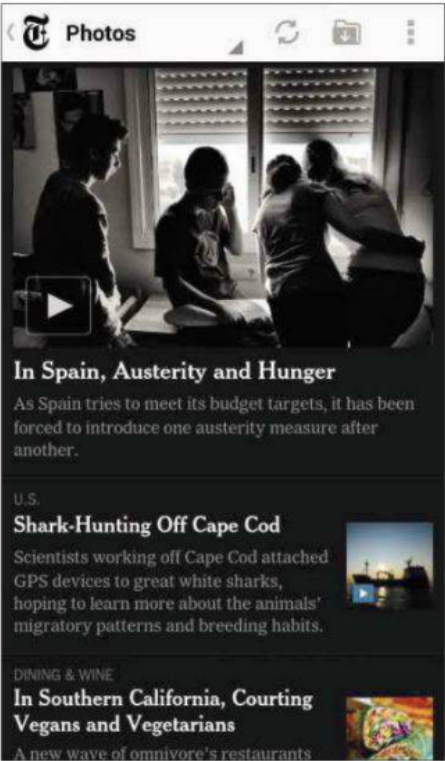 Photos
In Spain, Austerity and Hunger
As Spain tries to meet its budget targets, it has been
forced to introduce one austerity measure after
another.
U.S.
Shark-Hunting Off Cape Cod
Scientists working off Cape Cod attached
GPS devices to great white sharks,
hoping to learn more about the animals'
migratory patterns and breeding habits.
DINING & WINE
In Southern California, Courting
Vegans and Vegetarians
A new wave of omnivore's restaurants